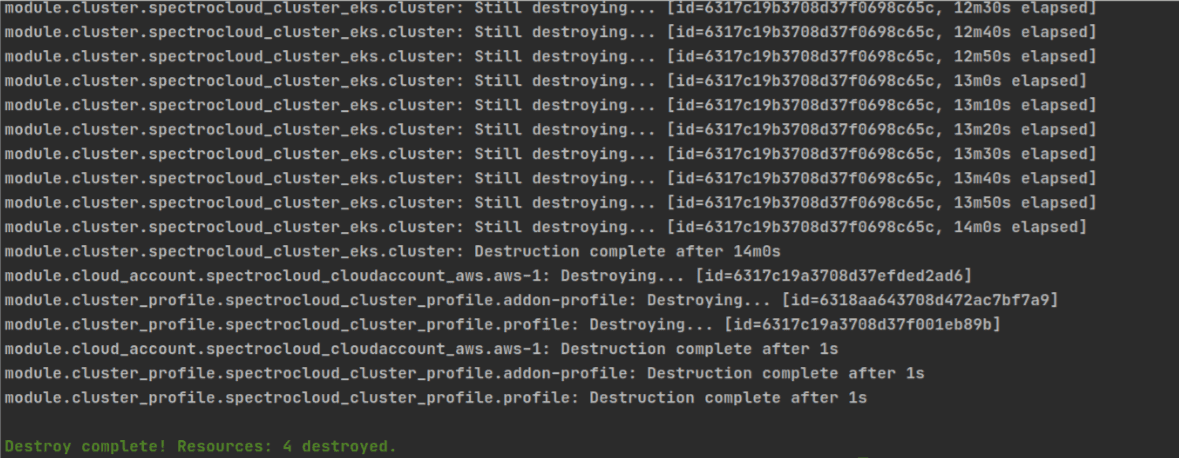 module.cluster.spectrocloud_cluster_eks.cluster: Still destroying... [id=6317c19b3708d37f0698c65c, 12m30s elapsed]
module.cluster.spectrocloud_cluster_eks.cluster: Still destroying... [id=6317c19b3708d37f0698c65c, 12m40s elapsed]
module.cluster.spectrocloud_cluster_eks.cluster: Still destroying... [id=6317c19b3708d37f0698c65c, 12m50s elapsed]
module.cluster.spectrocloud_cluster_eks.cluster: Still destroying... [id=6317c19b3708d37f0698c65c, 13m0s elapsed]
module.cluster.spectrocloud_cluster_eks.cluster: Still destroying... [id=6317c19b3708d37f0698c65c, 13m10s elapsed]
module.cluster.spectrocloud_cluster_eks.cluster: Still destroying... [id=6317c19b3708d37f0698c65c, 13m20s elapsed]
module.cluster.spectrocloud_cluster_eks.cluster: Still destroying... [id=6317c19b3708d37f0698c65c, 13m30s elapsed]
module.cluster.spectrocloud_cluster_eks.cluster: Still destroying... [id=6317c19b3708d37f0698c65c, 13m40s elapsed]
module.cluster.spectrocloud_cluster_eks.cluster: Still destroying... [id=6317c19b3708d37f0698c65c, 13m50s elapsed]
module.cluster.spectrocloud_cluster_eks.cluster: Still destroying... [id=6317c19b3708d37f0698c65c, 14m0s elapsed]
module.cluster.spectrocloud_cluster_eks.cluster: Destruction complete after 14m0s
module.cloud_account.spectrocloud_cloudaccount_aws.aws-1: Destroying... [id=6317c19a3708d37efded2ad6]
module.cluster_profile.spectrocloud_cluster_profile.addon-profile: Destroying... [id=6318aa643708d472ac7bf7a9]
module.cluster_profile.spectrocloud_cluster_profile.profile: Destroying... [id=6317c19a3708d37f001eb89b]
module.cloud_account.spectrocloud_cloudaccount_aws.aws-1: Destruction complete after 1s
module.cluster_profile.spectrocloud_cluster_profile.addon-profile: Destruction complete after 1s
module.cluster_profile.spectrocloud_cluster_profile.profile: Destruction complete after 1s
Destroy complete! Resources: 4 destroyed.